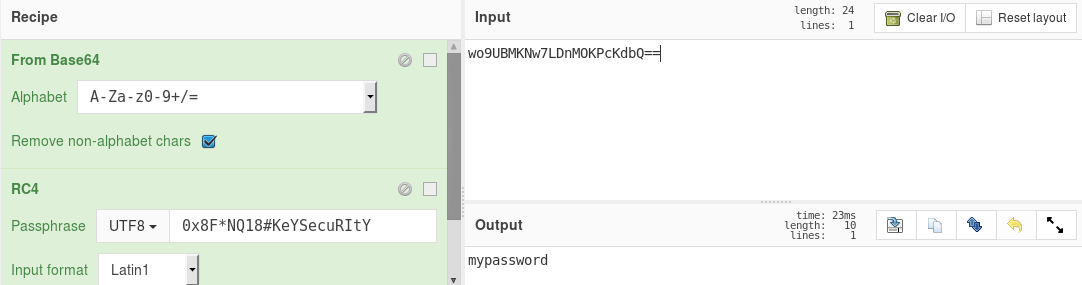 Recipe
From Base64
Alphabet A-Za-z0-9+/=
Remove non-alphabet chars
RC4
Passphrase UTF8 0x8F*NQ18#KeYSecuRItY
Input format Latin1
Input length: 24 lines: 1 Clear I/O Reset layout
wo9UBMKNw7LDnMOKPcKdbQ==
Output time: 23ms length: 10 lines: 1
mypassword